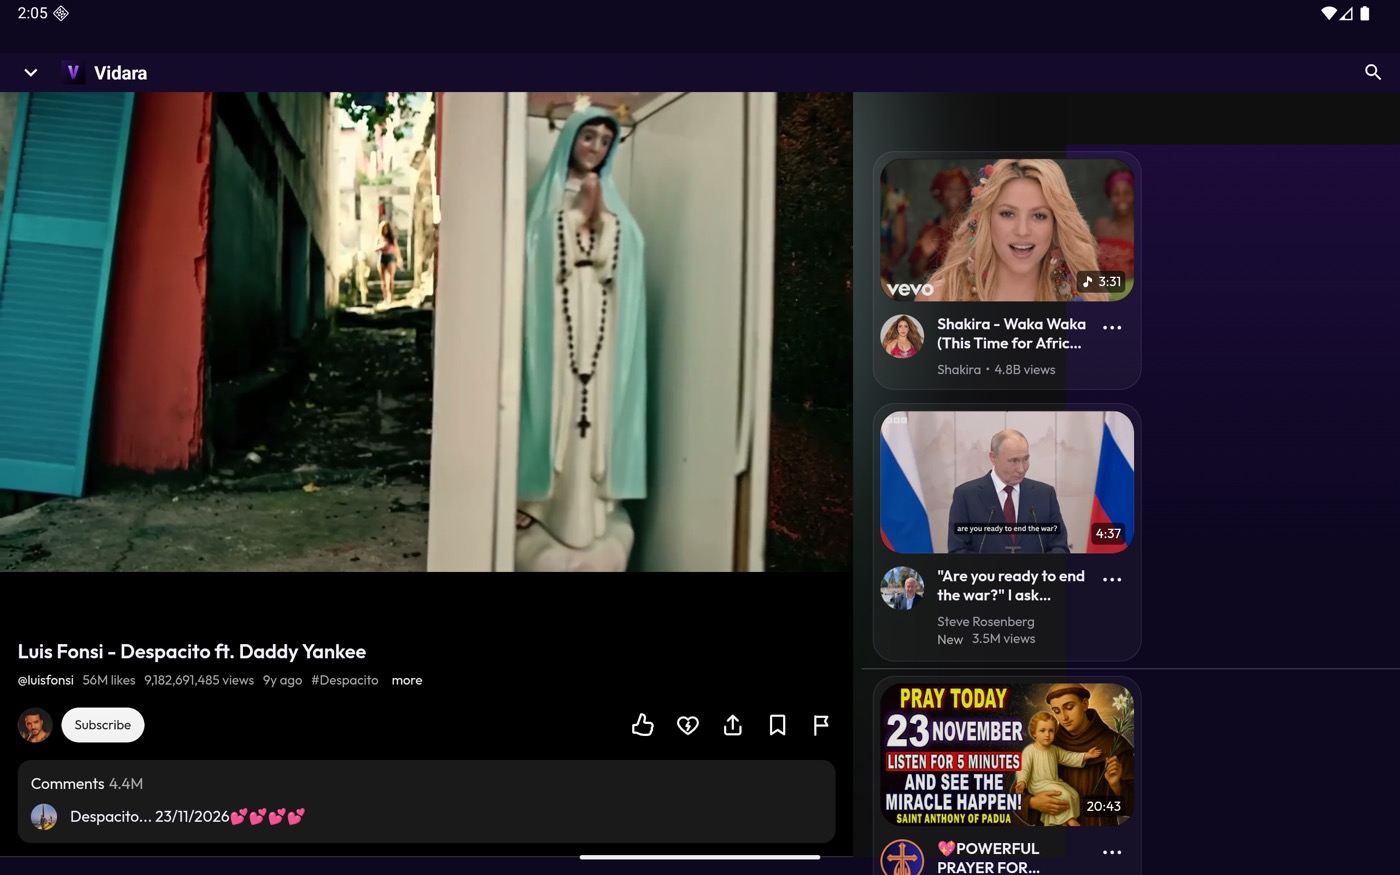 2:05
Vidara
vevo
3:31
Shakira - Waka Waka
(This Time for Afric...
Shakira • 4.8B views
BBC
are you ready to end the war?
4:37
"Are you ready to end
the war?" I ask...
Steve Rosenberg
New 3.5M views
Luis Fonsi - Despacito ft. Daddy Yankee
@luisfonsi 56M likes 9,182,691,485 views 9y ago #Despacito more
Subscribe
Comments 4.4M
Despacito... 23/11/2026💕💕💕💕
PRAY TODAY
23 NOVEMBER
LISTEN FOR 5 MINUTES
AND SEE THE
MIRACLE HAPPEN!
SAINT ANTHONY OF PADUA
20:43
💖POWERFUL
PRAYER FOR...